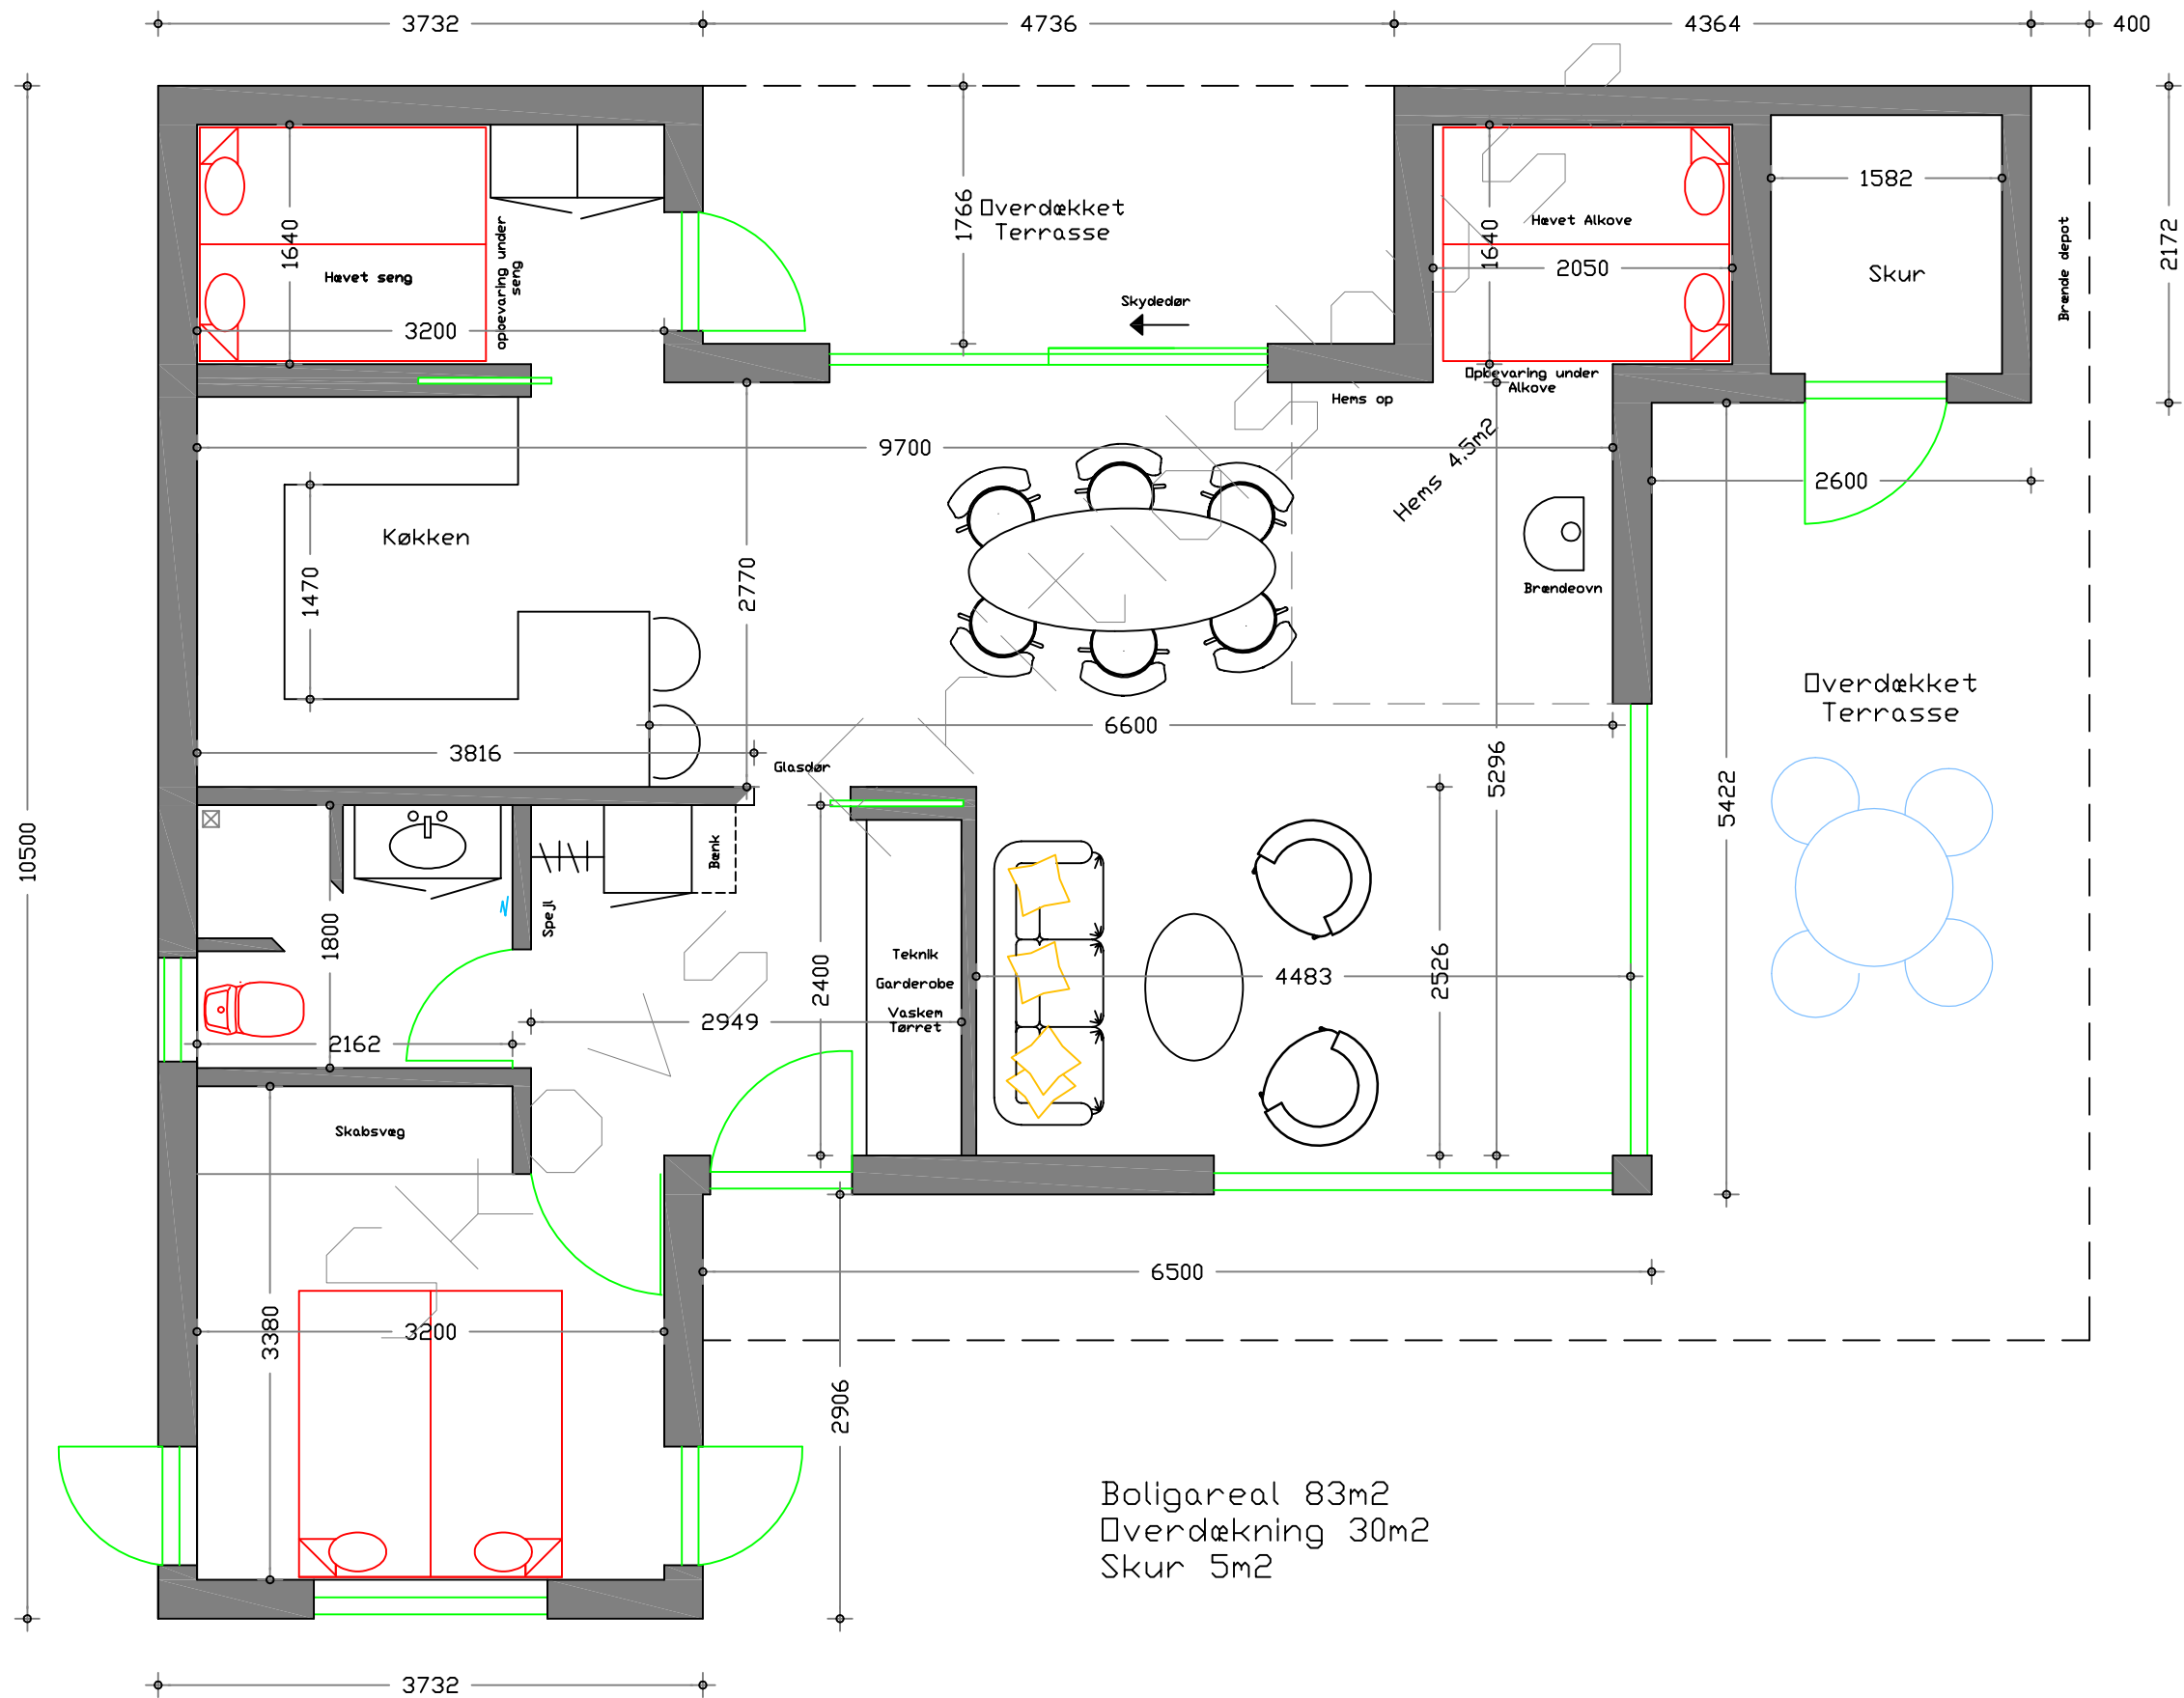 3732
4736
4364
400
10500
1640
Hævet seng
opbevaring under
seng
3200
1766
Overdækket
Terrasse
Skydedør
1640
Hævet Alkove
2050
Opbevaring under
Alkove
Hems op
1582
Skur
Brænde depot
2172
9700
Hems 4.5m2
2600
Køkken
1470
2770
Brændeovn
6600
3816
Glasdør
5296
5422
Overdækket
Terrasse
Bænk
Spejl
1800
2162
2949
2400
Teknik
Garderobe
Vaskem
Tørret
4483
2526
Skabsvæg
3380
3200
6500
2906
Boligareal 83m2
Overdækning 30m2
Skur 5m2
3732